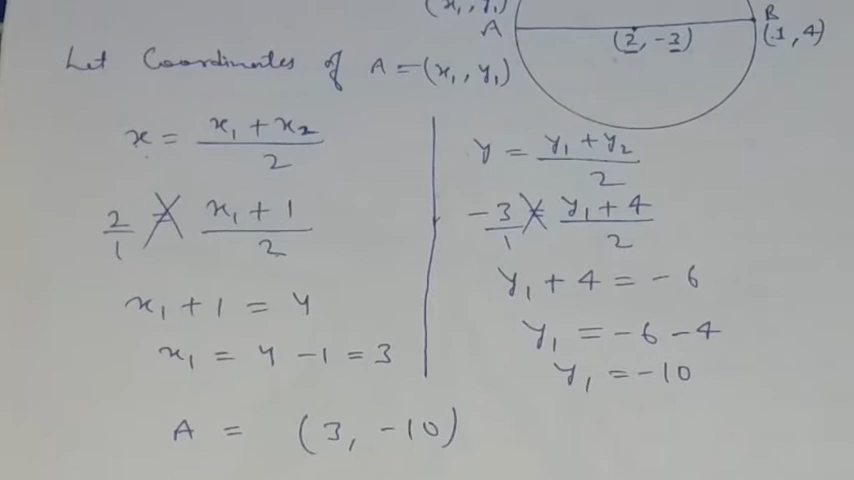 (x₁, y₁)
A
B
(2, -3)
(1, 4)
Let Coordinates of A = (x₁, y₁)
x = x₁ + x₂ / 2
2/1 = x₁ + 1 / 2
x₁ + 1 = 4
x₁ = 4 - 1 = 3
y = y₁ + y₂ / 2
-3/1 = y₁ + 4 / 2
y₁ + 4 = - 6
y₁ = - 6 - 4
y₁ = - 10
A = (3, -10)